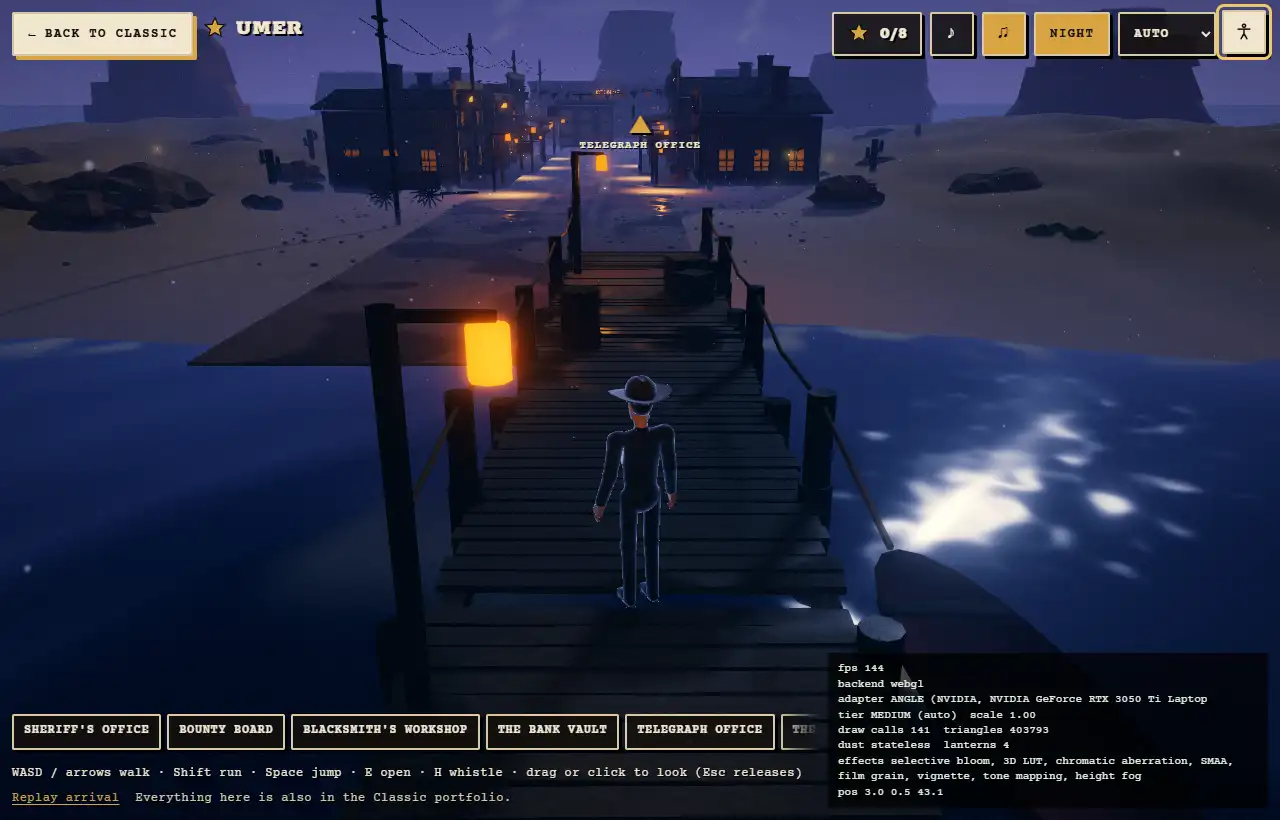 ← BACK TO CLASSIC
UMER
0/8
NIGHT
AUTO
TELEGRAPH OFFICE
SHERIFF'S OFFICE
BOUNTY BOARD
BLACKSMITH'S WORKSHOP
THE BANK VAULT
TELEGRAPH OFFICE
THE
WASD / arrows walk · Shift run · Space jump · E open · H whistle · drag or click to look (Esc releases)
Replay arrival Everything here is also in the Classic portfolio.
fps 144
backend webgl
adapter ANGLE (NVIDIA, NVIDIA GeForce RTX 3050 Ti Laptop
tier MEDIUM (auto) scale 1.00
draw calls 141 triangles 403793
dust stateless lanterns 4
effects selective bloom, 3D LUT, chromatic aberration, SMAA,
film grain, vignette, tone mapping, height fog
pos 3.0 0.5 43.1